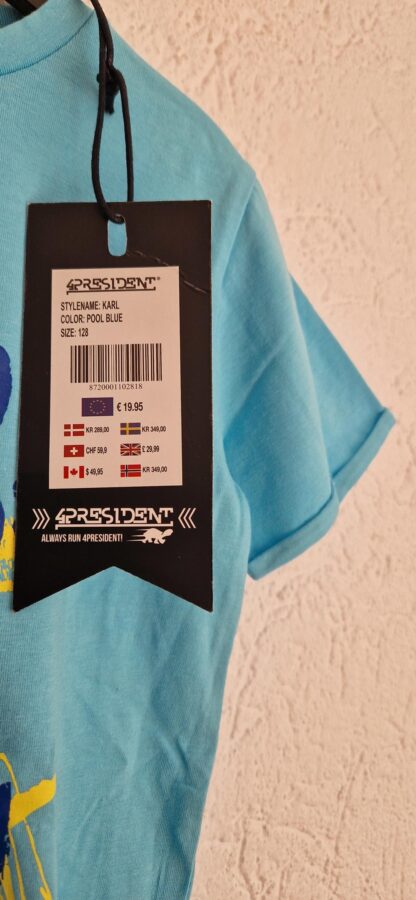 4PRESIDENT®
STYLENAME: KARL
COLOR: POOL BLUE
SIZE: 128
8720001102818
€ 19.95
KR 289,00 KR 349,00
CHF 59,9 £ 29,99
$ 49,95 KR 349,00
4PRESIDENT
ALWAYS RUN 4PRESIDENT!